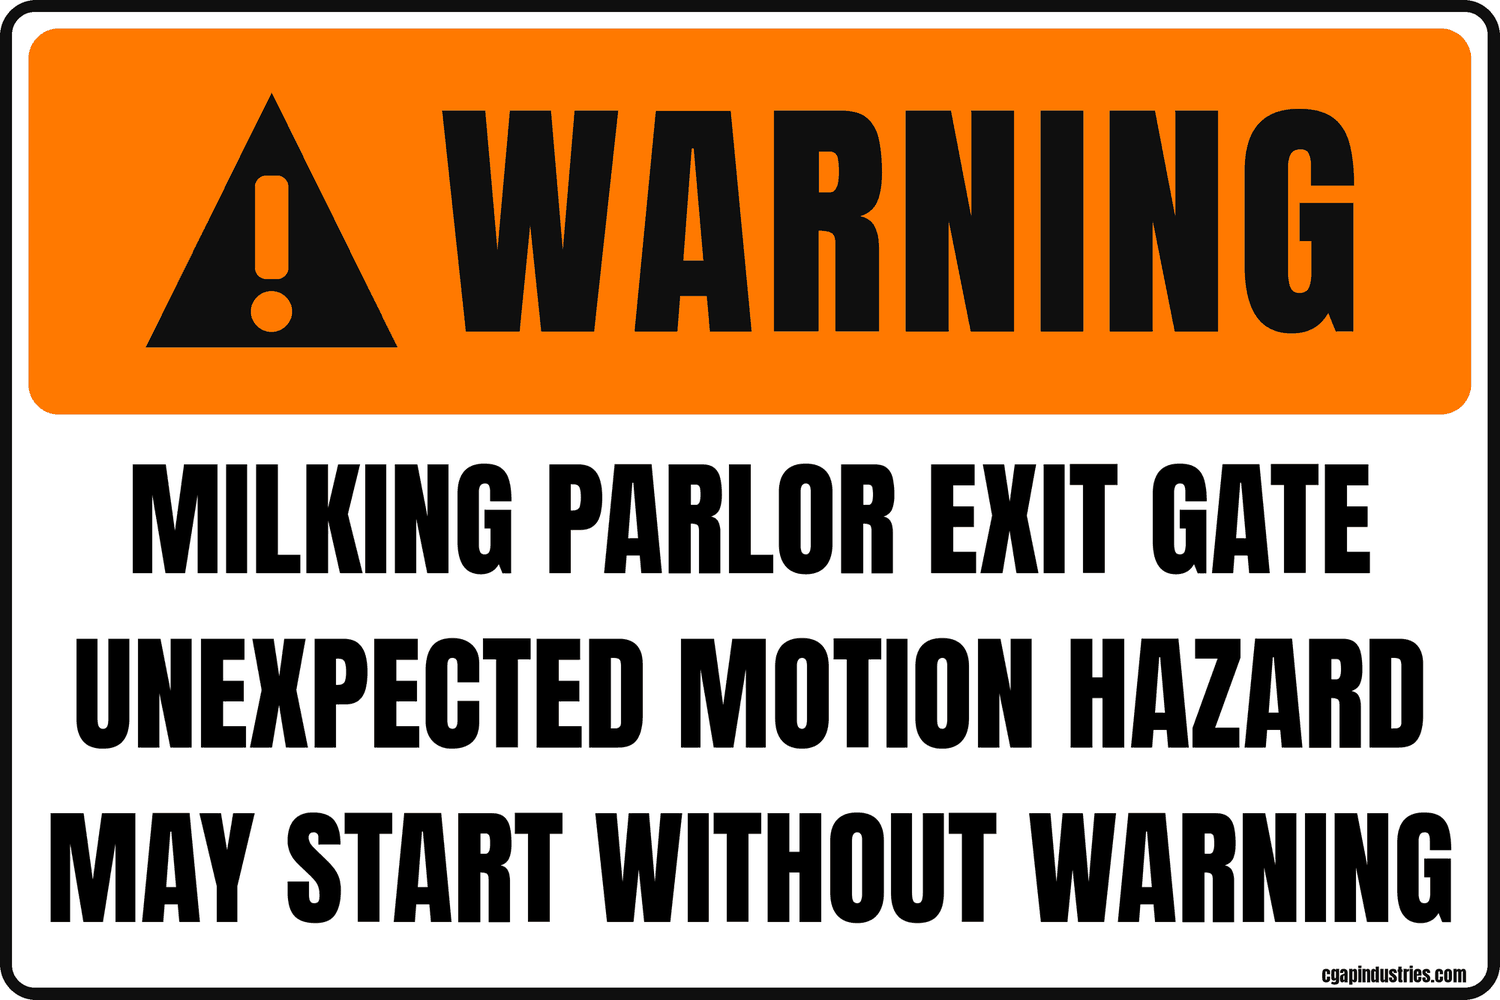 WARNING
MILKING PARLOR EXIT GATE
UNEXPECTED MOTION HAZARD
MAY START WITHOUT WARNING
cgapindustries.com